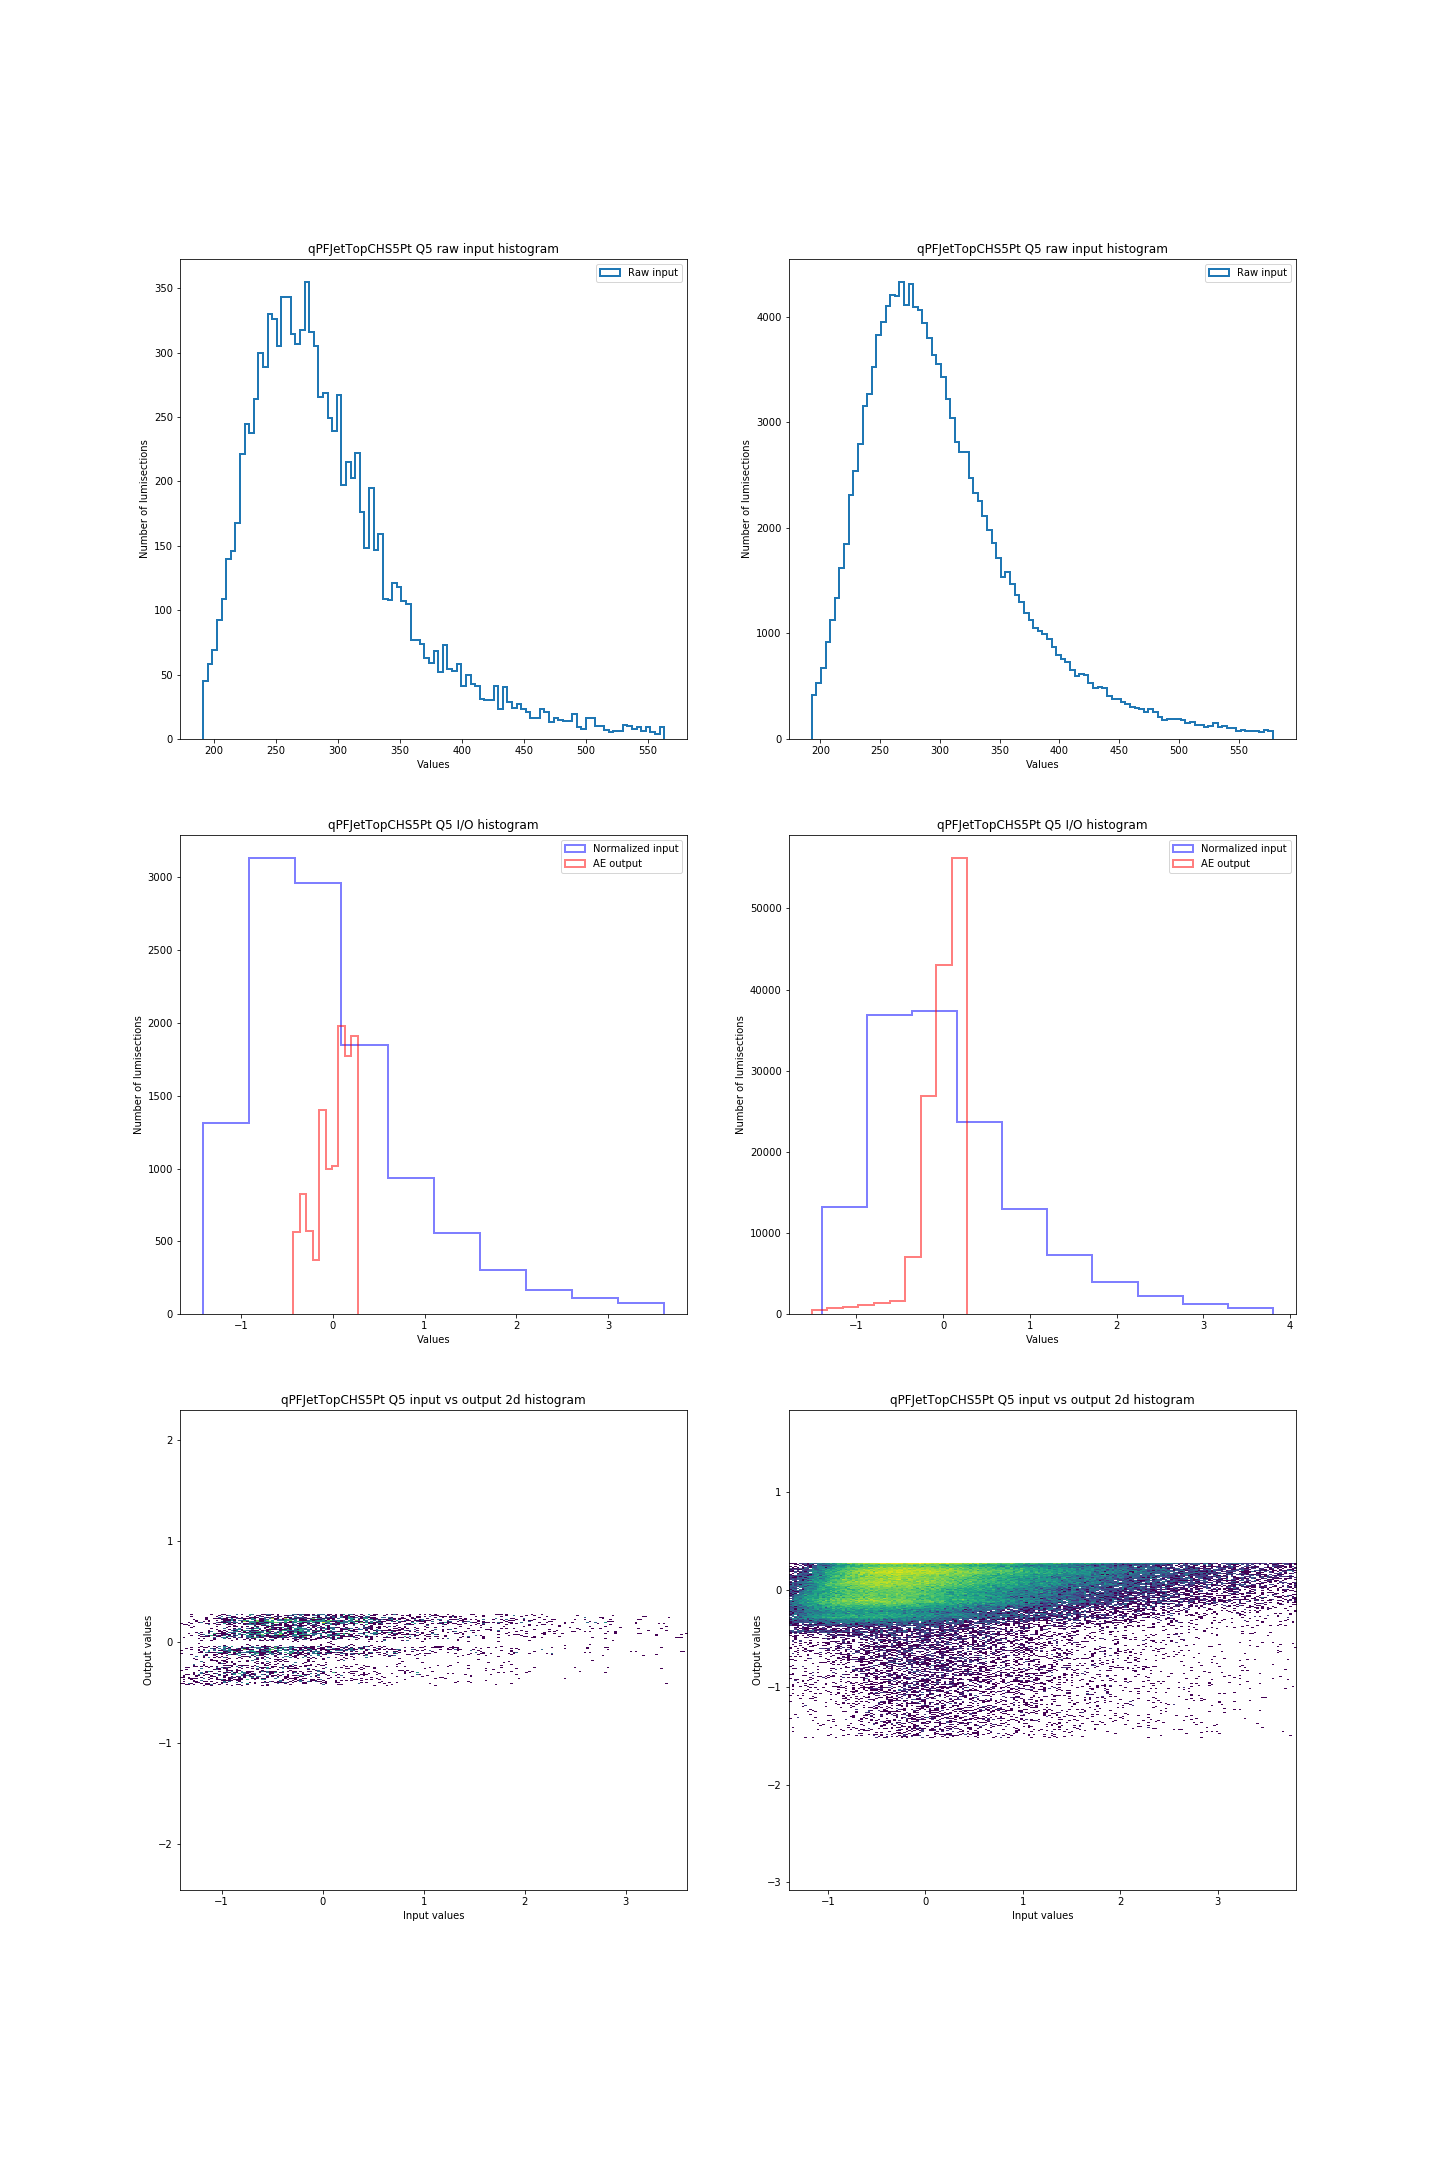 qPFJetTopCHS5Pt Q5 raw input histogram
Raw input
Number of lumisections
350
300
250
200
150
100
50
0
200 250 300 350 400 450 500 550
Values
qPFJetTopCHS5Pt Q5 raw input histogram
Raw input
Number of lumisections
4000
3000
2000
1000
0
200 250 300 350 400 450 500 550
Values
qPFJetTopCHS5Pt Q5 I/O histogram
Normalized input
AE output
Number of lumisections
3000
2500
2000
1500
1000
500
0
−1 0 1 2 3
Values
qPFJetTopCHS5Pt Q5 I/O histogram
Normalized input
AE output
Number of lumisections
50000
40000
30000
20000
10000
0
−1 0 1 2 3 4
Values
qPFJetTopCHS5Pt Q5 input vs output 2d histogram
Output values
2
1
0
−1
−2
−1 0 1 2 3
Input values
qPFJetTopCHS5Pt Q5 input vs output 2d histogram
Output values
1
0
−1
−2
−3
−1 0 1 2 3
Input values